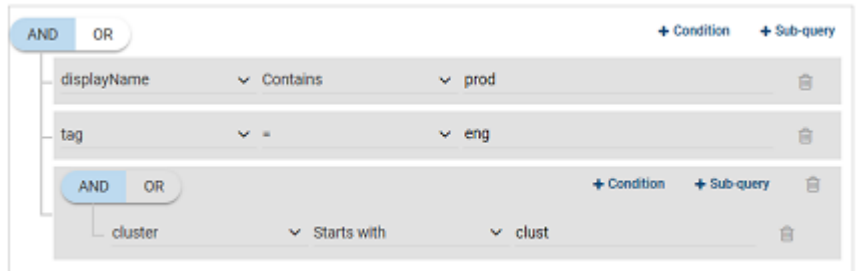 AND OR + Condition + Sub-query
displayName Contains prod
tag = eng
AND OR + Condition + Sub-query
cluster Starts with clust